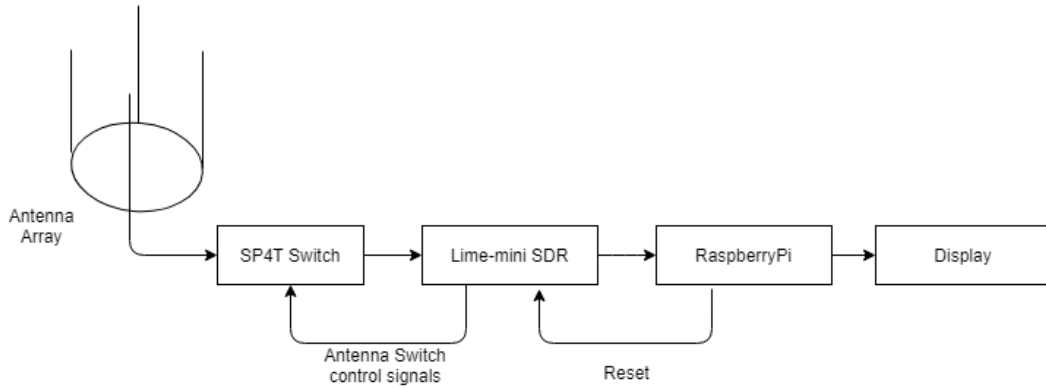 Antenna
Array
SP4T Switch
Lime-mini SDR
RaspberryPi
Display
Antenna Switch
control signals
Reset